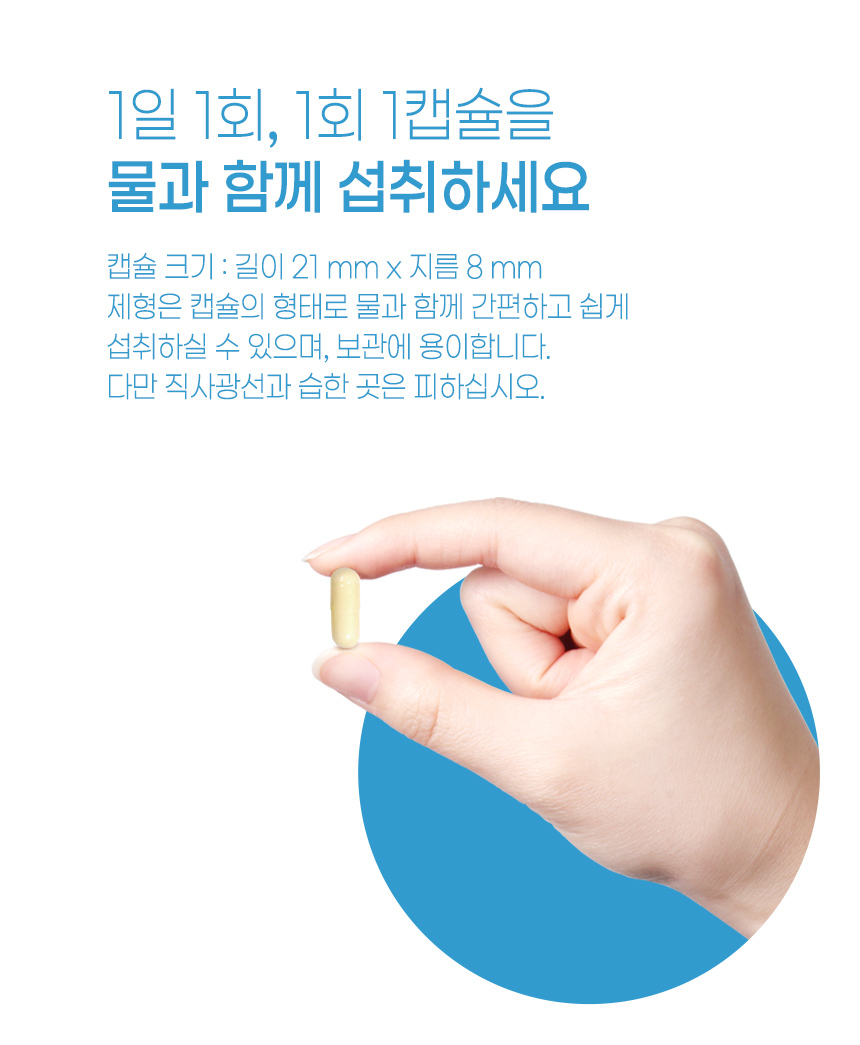 1일 1회, 1회 1캡슐을
물과 함께 섭취하세요
캡슐 크기 : 길이 21 mm x 지름 8 mm
제형은 캡슐의 형태로 물과 함께 간편하고 쉽게
섭취하실 수 있으며, 보관에 용이합니다.
다만 직사광선과 습한 곳은 피하십시오.